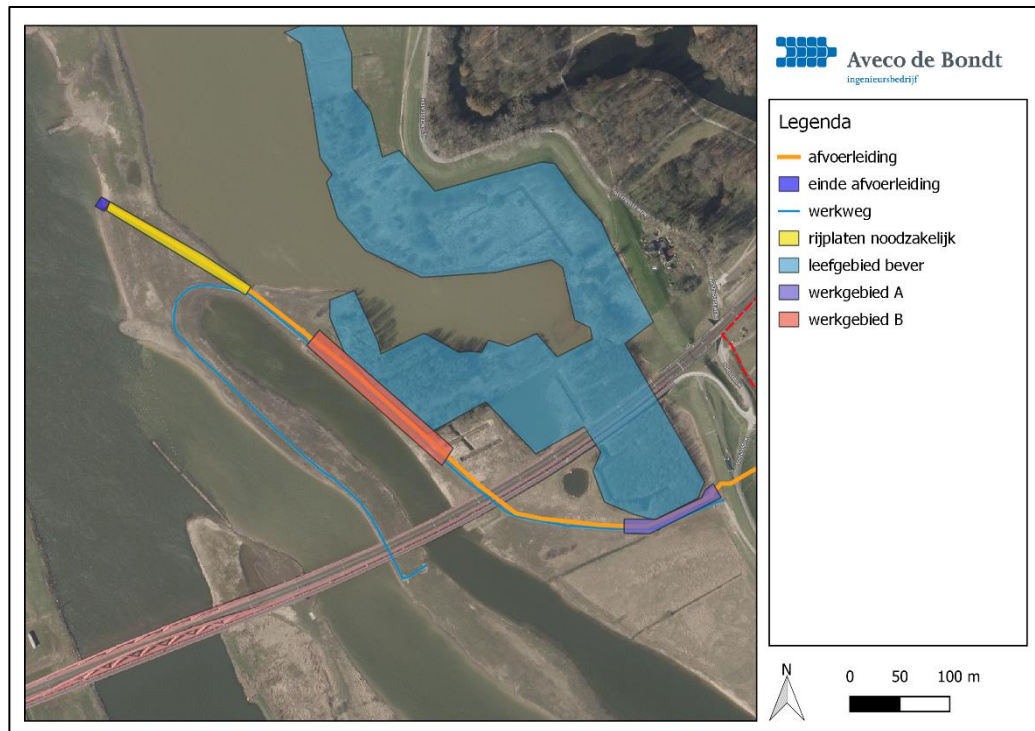 Aveco de Bondt
ingenieursbedrijf
Legenda
afvoerleiding
einde afvoerleiding
werkweg
rijplaten noodzakelijk
leefgebied bever
werkgebied A
werkgebied B
N
0 50 100 m